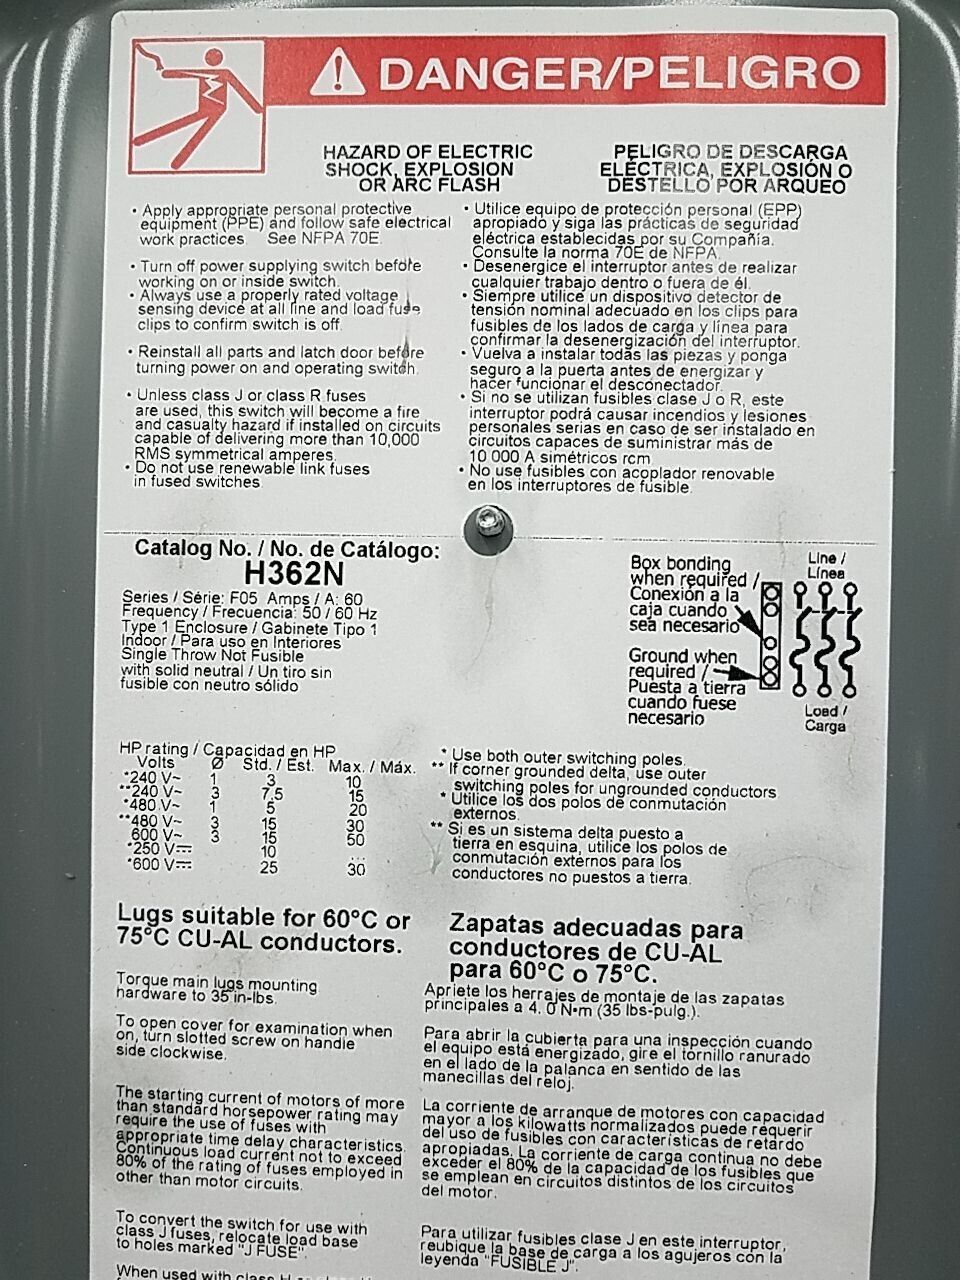 DANGER/PELIGRO
HAZARD OF ELECTRIC
SHOCK, EXPLOSION
OR ARC FLASH
• Apply appropriate personal protective
equipment (PPE) and follow safe electrical
work practices. See NFPA 70E.
• Turn off power supplying switch before
working on or inside switch.
• Always use a properly rated voltage
sensing device at all line and load fuse
clips to confirm switch is off.
• Reinstall all parts and latch door before
turning power on and operating switch.
• Unless class J or class R fuses
are used, this switch will become a fire
and casualty hazard if installed on circuits
capable of delivering more than 10,000
RMS symmetrical amperes.
• Do not use renewable link fuses
in fused switches.
PELIGRO DE DESCARGA
ELÉCTRICA, EXPLOSIÓN O
DESTELLO POR ARQUEO
• Utilice equipo de protección personal (EPP)
apropiado y siga las prácticas de seguridad
eléctrica establecidas por su Compañía.
Consulte la norma 70E de NFPA.
• Desenergice el interruptor antes de realizar
cualquier trabajo dentro o fuera de él.
• Siempre utilice un dispositivo detector de
tensión nominal adecuado en los clips para
fusibles de los lados de carga y línea para
confirmar la desenergización del interruptor.
• Vuelva a instalar todas las piezas y ponga
seguro a la puerta antes de energizar y
hacer funcionar el desconectador.
• Si no se utilizan fusibles clase J o R, este
interruptor podrá causar incendios y lesiones
personales serias en caso de ser instalado en
circuitos capaces de suministrar más de
10 000 A simétricos rcm.
• No use fusibles con acoplador renovable
en los interruptores de fusible.
Catalog No. / No. de Catálogo:
H362N
Series / Série: F05 Amps / A: 60
Frequency / Frecuencia: 50 / 60 Hz
Type 1 Enclosure / Gabinete Tipo 1
Indoor / Para uso en Interiores
Single Throw Not Fusible
with solid neutral / Un tiro sin
fusible con neutro sólido
Box bonding
when required /
Conexión a la
caja cuando
sea necesario
Ground when
required /
Puesta a tierra
cuando fuese
necesario
Line /
Línea
Load /
Carga
HP rating / Capacidad en HP
Volts Ø Std. / Est. Max. / Máx.
*240 V~ 1 3 10
**240 V~ 3 7.5 15
*480 V~ 1 5 20
**480 V~ 3 15 30
600 V~ 3 15 50
*250 V⎓ 10 ...
*600 V⎓ 25 30
* Use both outer switching poles.
** If corner grounded delta, use outer
switching poles for ungrounded conductors.
* Utilice los dos polos de conmutación
externos.
** Si es un sistema delta puesto a
tierra en esquina, utilice los polos de
conmutación externos para los
conductores no puestos a tierra.
Lugs suitable for 60°C or
75°C CU-AL conductors.
Torque main lugs mounting
hardware to 35 in-lbs.
To open cover for examination when
on, turn slotted screw on handle
side clockwise.
The starting current of motors of more
than standard horsepower rating may
require the use of fuses with
appropriate time delay characteristics.
Continuous load current not to exceed
80% of the rating of fuses employed in
other than motor circuits.
To convert the switch for use with
class J fuses, relocate load base
to holes marked "J FUSE".
When used with class H
Zapatas adecuadas para
conductores de CU-AL
para 60°C o 75°C.
Apriete los herrajes de montaje de las zapatas
principales a 4. 0 N•m (35 lbs-pulg.).
Para abrir la cubierta para una inspección cuando
el equipo está energizado, gire el tornillo ranurado
en el lado de la palanca en sentido de las
manecillas del reloj.
La corriente de arranque de motores con capacidad
mayor a los kilowatts normalizados puede requerir
del uso de fusibles con características de retardo
apropiadas. La corriente de carga continua no debe
exceder el 80% de la capacidad de los fusibles que
se emplean en circuitos distintos de los circuitos
del motor.
Para utilizar fusibles clase J en este interruptor,
reubique la base de carga a los agujeros con la
leyenda "FUSIBLE J".